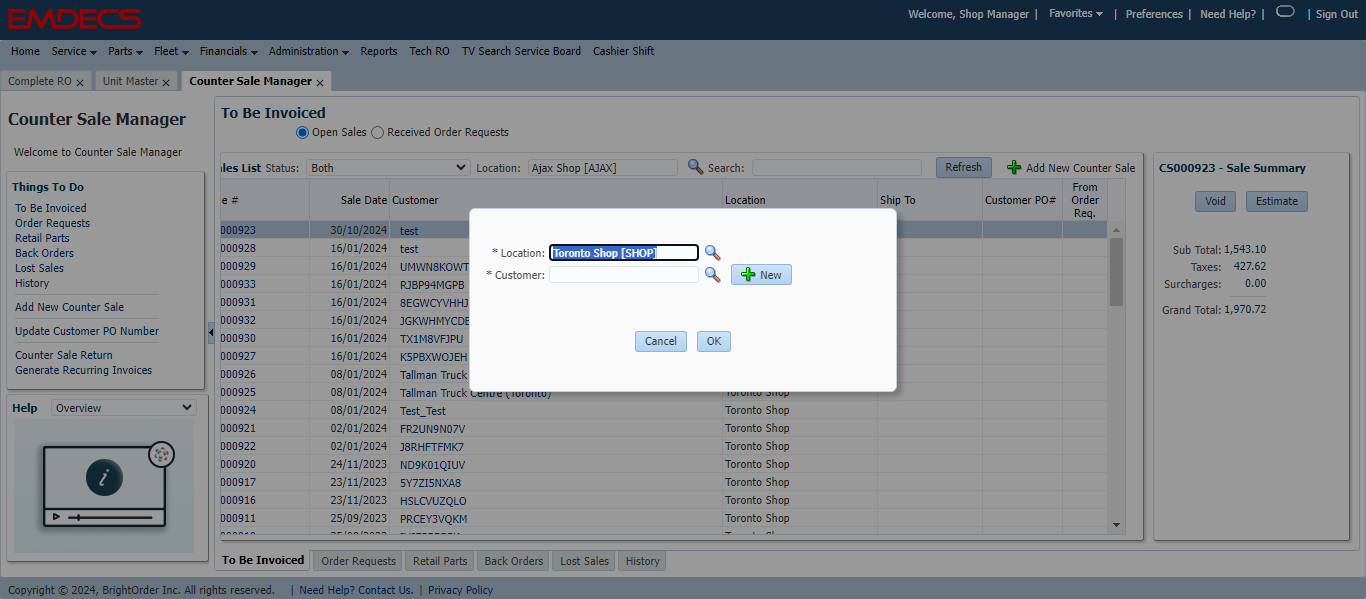 EMDECS
Welcome, Shop Manager | Favorites | Preferences | Need Help? | | Sign Out
Home Service Parts Fleet Financials Administration Reports Tech RO TV Search Service Board Cashier Shift
Complete RO x Unit Master x Counter Sale Manager x
Counter Sale Manager
Welcome to Counter Sale Manager
Things To Do
To Be Invoiced
Order Requests
Retail Parts
Back Orders
Lost Sales
History
Add New Counter Sale
Update Customer PO Number
Counter Sale Return
Generate Recurring Invoices
Help Overview
i
To Be Invoiced
Open Sales Received Order Requests
ales List Status: Both Location: Ajax Shop [AJAX] Search: Refresh Add New Counter Sale
e # Sale Date Customer Location Ship To Customer PO# From Order Req.
000923 30/10/2024 test
000928 16/01/2024 test
000929 16/01/2024 UMWN8KOWT
000933 16/01/2024 RJBP94MGPB
000931 16/01/2024 8EGWCYVHHJ
000932 16/01/2024 JGKWHMYCDE
000930 16/01/2024 TX1M8VFJPU
000927 16/01/2024 K5PBXWOJEH
000926 08/01/2024 Tallman Truck
000925 08/01/2024 Tallman Truck Centre (Toronto) Toronto Shop
000924 08/01/2024 Test_Test Toronto Shop
000921 02/01/2024 FR2UN9N07V Toronto Shop
000922 02/01/2024 J8RHFTFMK7 Toronto Shop
000920 24/11/2023 ND9K01QIUV Toronto Shop
000917 23/11/2023 5Y7ZI5NXA8 Toronto Shop
000916 23/11/2023 HSLCVUZQLO Toronto Shop
000911 25/09/2023 PRCEY3VQKM Toronto Shop
* Location: Toronto Shop [SHOP]
* Customer: New
Cancel OK
CS000923 - Sale Summary
Void Estimate
Sub Total: 1,543.10
Taxes: 427.62
Surcharges: 0.00
Grand Total: 1,970.72
To Be Invoiced Order Requests Retail Parts Back Orders Lost Sales History
Copyright © 2024, BrightOrder Inc. All rights reserved. | Need Help? Contact Us. | Privacy Policy